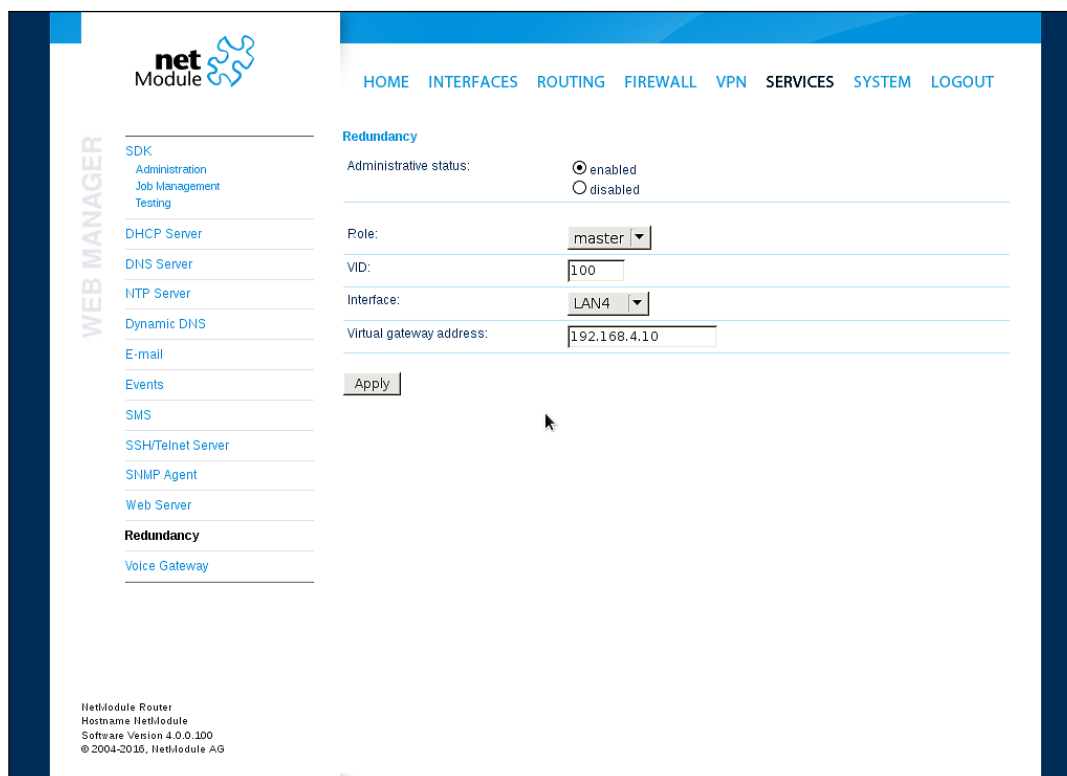 net
Module
HOME INTERFACES ROUTING FIREWALL VPN SERVICES SYSTEM LOGOUT
WEB MANAGER
SDK
Administration
Job Management
Testing
DHCP Server
DNS Server
NTP Server
Dynamic DNS
E-mail
Events
SMS
SSH/Telnet Server
SNMP Agent
Web Server
Redundancy
Voice Gateway
Redundancy
Administrative status:
enabled
disabled
Role: master
VID: 100
Interface: LAN4
Virtual gateway address: 192.168.4.10
Apply
NetModule Router
Hostname NetModule
Software Version 4.0.0.100
© 2004-2016, NetModule AG